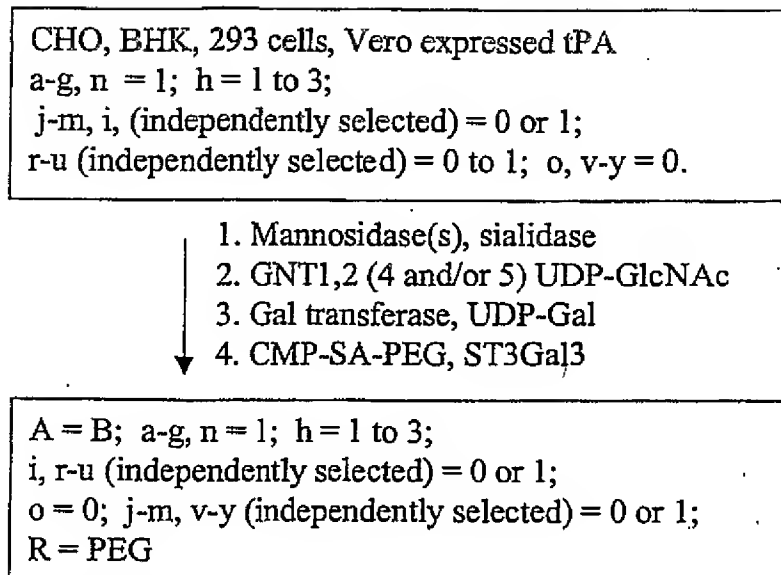 CHO, BHK, 293 cells, Vero expressed tPA
a-g, n = 1; h = 1 to 3;
j-m, i, (independently selected) = 0 or 1;
r-u (independently selected) = 0 to 1; o, v-y = 0.
1. Mannosidase(s), sialidase
2. GNT1,2 (4 and/or 5) UDP-GlcNAc
3. Gal transferase, UDP-Gal
4. CMP-SA-PEG, ST3Gal3
A = B; a-g, n = 1; h = 1 to 3;
i, r-u (independently selected) = 0 or 1;
o = 0; j-m, v-y (independently selected) = 0 or 1;
R = PEG